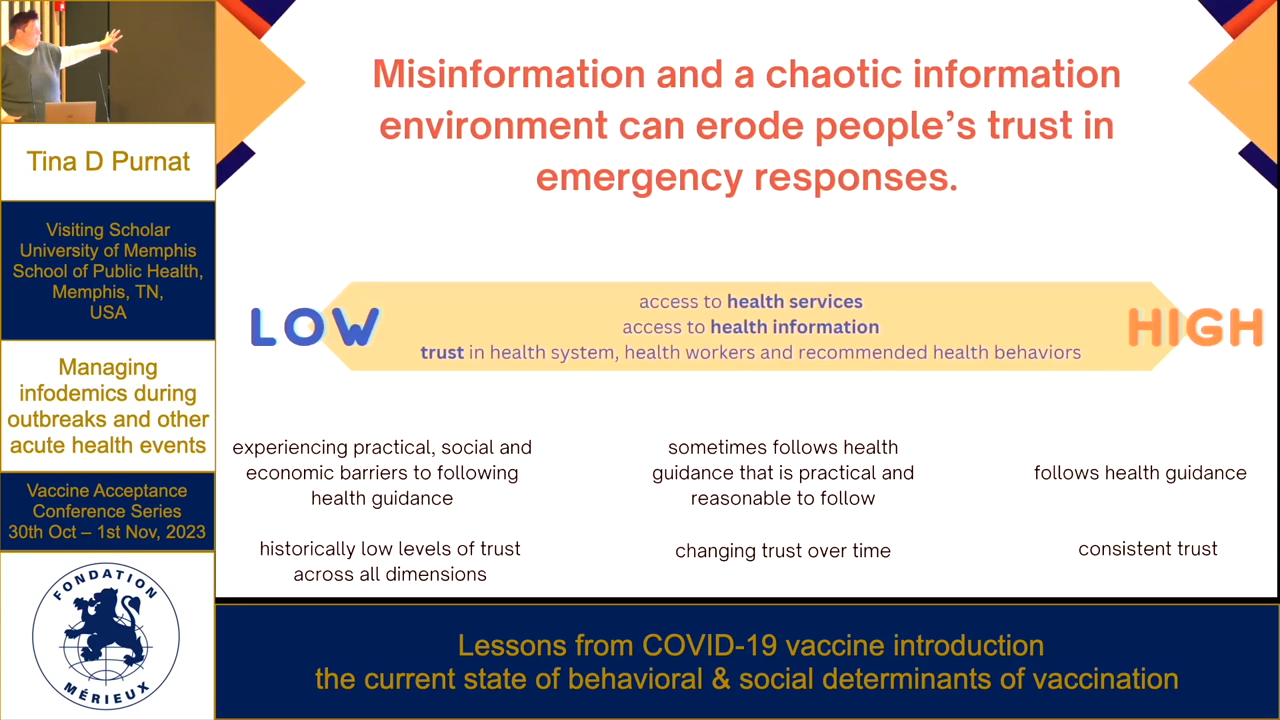 Tina D Purnat
Visiting Scholar
University of Memphis
School of Public Health,
Memphis, TN,
USA
Managing
infodemics during
outbreaks and other
acute health events
Vaccine Acceptance
Conference Series
30th Oct – 1st Nov, 2023
FONDATION
MÉRIEUX
Misinformation and a chaotic information
environment can erode people's trust in
emergency responses.
LOW
access to health services
access to health information
trust in health system, health workers and recommended health behaviors
HIGH
experiencing practical, social and
economic barriers to following
health guidance
historically low levels of trust
across all dimensions
sometimes follows health
guidance that is practical and
reasonable to follow
changing trust over time
follows health guidance
consistent trust
Lessons from COVID-19 vaccine introduction
the current state of behavioral & social determinants of vaccination